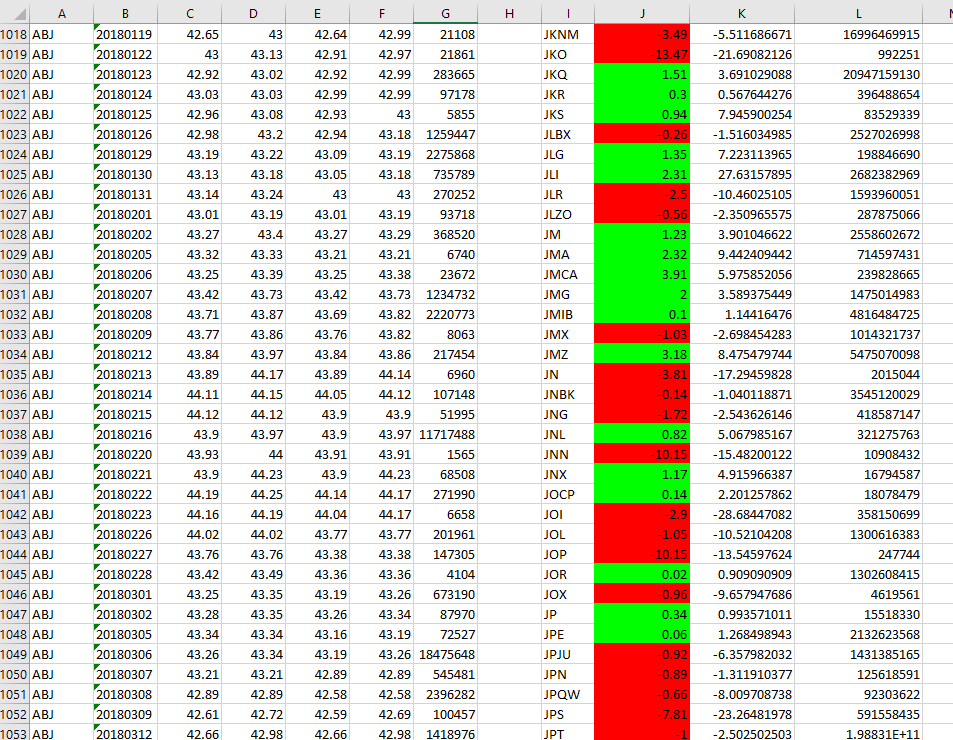 A B C D E F G H I J K L
1018 ABJ 20180119 42.65 43 42.64 42.99 21108 JKNM -3.49 -5.511686671 16996469915
1019 ABJ 20180122 43 43.13 42.91 42.97 21861 JKO -13.47 -21.69082126 992251
1020 ABJ 20180123 42.92 43.02 42.92 42.99 283665 JKQ 1.51 3.691029088 20947159130
1021 ABJ 20180124 43.03 43.03 42.99 42.99 97178 JKR 0.3 0.567644276 396488654
1022 ABJ 20180125 42.96 43.08 42.93 43 5855 JKS 0.94 7.945900254 83529339
1023 ABJ 20180126 42.98 43.2 42.94 43.18 1259447 JLBX -0.26 -1.516034985 2527026998
1024 ABJ 20180129 43.19 43.22 43.09 43.19 2275868 JLG 1.35 7.223113965 198846690
1025 ABJ 20180130 43.13 43.18 43.05 43.18 735789 JLI 2.31 27.63157895 2682382969
1026 ABJ 20180131 43.14 43.24 43 43 270252 JLR -2.5 -10.46025105 1593960051
1027 ABJ 20180201 43.01 43.19 43.01 43.19 93718 JLZO -0.56 -2.350965575 287875066
1028 ABJ 20180202 43.27 43.4 43.27 43.29 368520 JM 1.23 3.901046622 2558602672
1029 ABJ 20180205 43.32 43.33 43.21 43.21 6740 JMA 2.32 9.442409442 714597431
1030 ABJ 20180206 43.25 43.39 43.25 43.38 23672 JMCA 3.91 5.975852056 239828665
1031 ABJ 20180207 43.42 43.73 43.42 43.73 1234732 JMG 2 3.589375449 1475014983
1032 ABJ 20180208 43.71 43.87 43.69 43.82 2220773 JMIB 0.1 1.14416476 4816484725
1033 ABJ 20180209 43.77 43.86 43.76 43.82 8063 JMX -1.03 -2.698454283 1014321737
1034 ABJ 20180212 43.84 43.97 43.84 43.86 217454 JMZ 3.18 8.475479744 5475070098
1035 ABJ 20180213 43.89 44.17 43.89 44.14 6960 JN -3.81 -17.29459828 2015044
1036 ABJ 20180214 44.11 44.15 44.05 44.12 107148 JNBK -0.14 -1.040118871 3545120029
1037 ABJ 20180215 44.12 44.12 43.9 43.9 51995 JNG -1.72 -2.543626146 418587147
1038 ABJ 20180216 43.9 43.97 43.9 43.97 11717488 JNL 0.82 5.067985167 321275763
1039 ABJ 20180220 43.93 44 43.91 43.91 1565 JNN -10.15 -15.48200122 10908432
1040 ABJ 20180221 43.9 44.23 43.9 44.23 68508 JNX 1.17 4.915966387 16794587
1041 ABJ 20180222 44.19 44.25 44.14 44.17 271990 JOCP 0.14 2.201257862 18078479
1042 ABJ 20180223 44.16 44.19 44.04 44.17 6658 JOI -2.9 -28.68447082 358150699
1043 ABJ 20180226 44.02 44.02 43.77 43.77 201961 JOL -1.05 -10.52104208 1300616383
1044 ABJ 20180227 43.76 43.76 43.38 43.38 147305 JOP -10.15 -13.54597624 247744
1045 ABJ 20180228 43.42 43.49 43.36 43.36 4104 JOR 0.02 0.909090909 1302608415
1046 ABJ 20180301 43.25 43.35 43.19 43.26 673190 JOX -0.96 -9.657947686 4619561
1047 ABJ 20180302 43.28 43.35 43.26 43.34 87970 JP 0.34 0.993571011 15518330
1048 ABJ 20180305 43.34 43.34 43.16 43.19 72527 JPE 0.06 1.268498943 2132623568
1049 ABJ 20180306 43.26 43.34 43.19 43.26 18475648 JPJU -0.92 -6.357982032 1431385165
1050 ABJ 20180307 43.21 43.21 42.89 42.89 545481 JPN -0.89 -1.311910377 125618591
1051 ABJ 20180308 42.89 42.89 42.58 42.58 2396282 JPQW -0.66 -8.009708738 92303622
1052 ABJ 20180309 42.61 42.72 42.59 42.69 100457 JPS -7.81 -23.26481978 591558435
1053 ABJ 20180312 42.66 42.98 42.66 42.98 1418976 JPT -1 -2.502502503 1.98831E+11